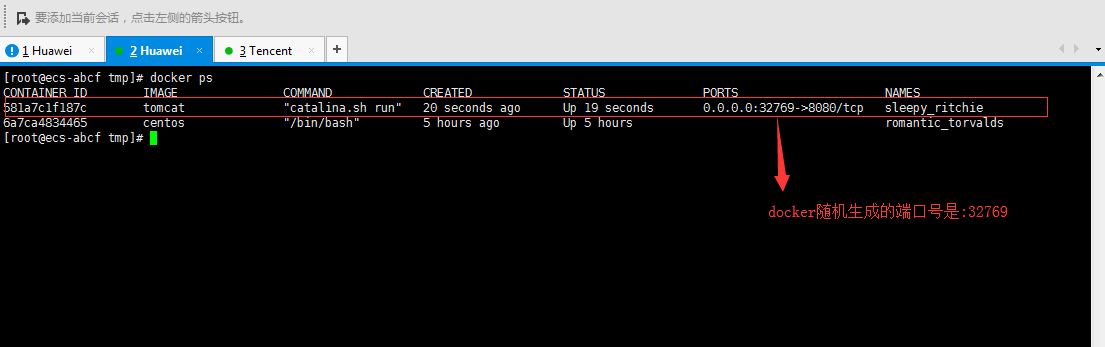 要添加当前会话，点击左侧的箭头按钮。
1 Huawei 2 Huawei 3 Tencent
[root@ecs-abcf tmp]# docker ps
CONTAINER ID IMAGE COMMAND CREATED STATUS PORTS NAMES
581a7c1f187c tomcat "catalina.sh run" 20 seconds ago Up 19 seconds 0.0.0.0:32769->8080/tcp sleepy_ritchie
6a7ca4834465 centos "/bin/bash" 5 hours ago Up 5 hours romantic_torvalds
[root@ecs-abcf tmp]#
docker随机生成的端口号是:32769